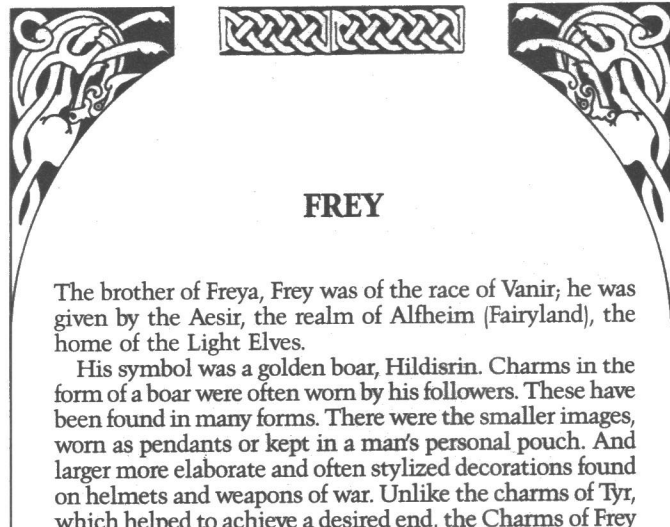 FREY
The brother of Freya, Frey was of the race of Vanir; he was
given by the Aesir, the realm of Alfheim (Fairyland), the
home of the Light Elves.
His symbol was a golden boar, Hildisrin. Charms in the
form of a boar were often worn by his followers. These have
been found in many forms. There were the smaller images,
worn as pendants or kept in a man's personal pouch. And
larger more elaborate and often stylized decorations found
on helmets and weapons of war. Unlike the charms of Tyr,
which helped to achieve a desired end, the Charms of Frey